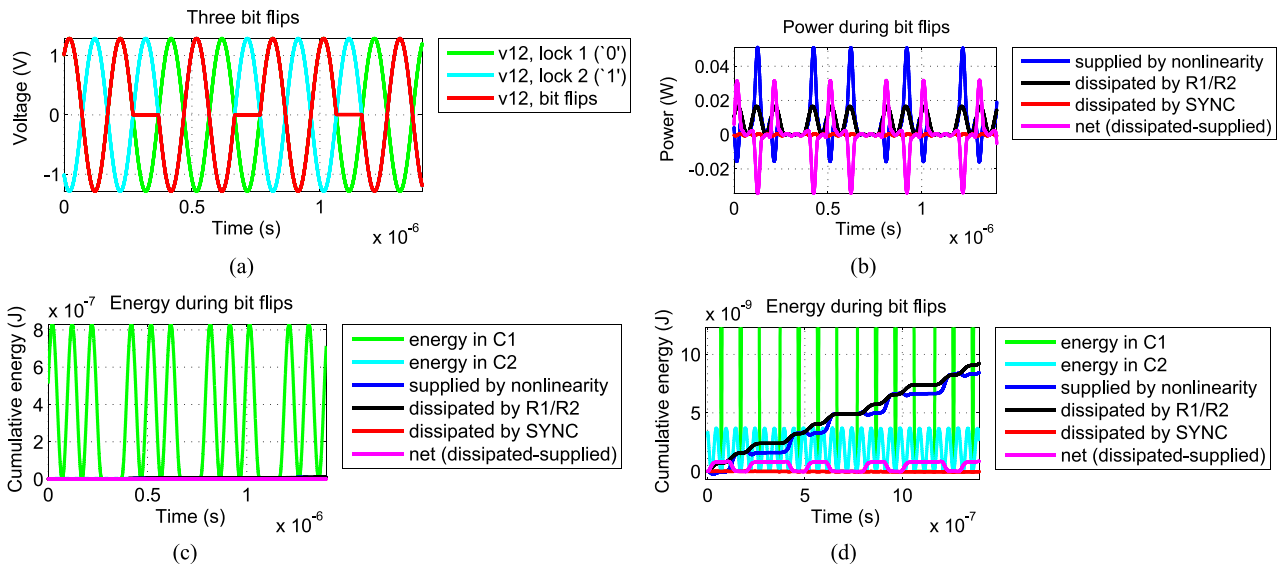 Three bit flips
Voltage (V)
1
0
-1
0
0.5
1
Time (s)
x 10⁻⁶
v12, lock 1 (`0')
v12, lock 2 (`1')
v12, bit flips
(a)
Power during bit flips
Power (W)
0.04
0.02
0
-0.02
0
0.5
1
Time (s)
x 10⁻⁶
supplied by nonlinearity
dissipated by R1/R2
dissipated by SYNC
net (dissipated-supplied)
(b)
x 10⁻⁷
Energy during bit flips
Cumulative energy (J)
8
6
4
2
0
0
0.5
1
Time (s)
x 10⁻⁶
energy in C1
energy in C2
supplied by nonlinearity
dissipated by R1/R2
dissipated by SYNC
net (dissipated-supplied)
(c)
x 10⁻⁹
Energy during bit flips
Cumulative energy (J)
10
5
0
0
5
10
Time (s)
x 10⁻⁷
energy in C1
energy in C2
supplied by nonlinearity
dissipated by R1/R2
dissipated by SYNC
net (dissipated-supplied)
(d)